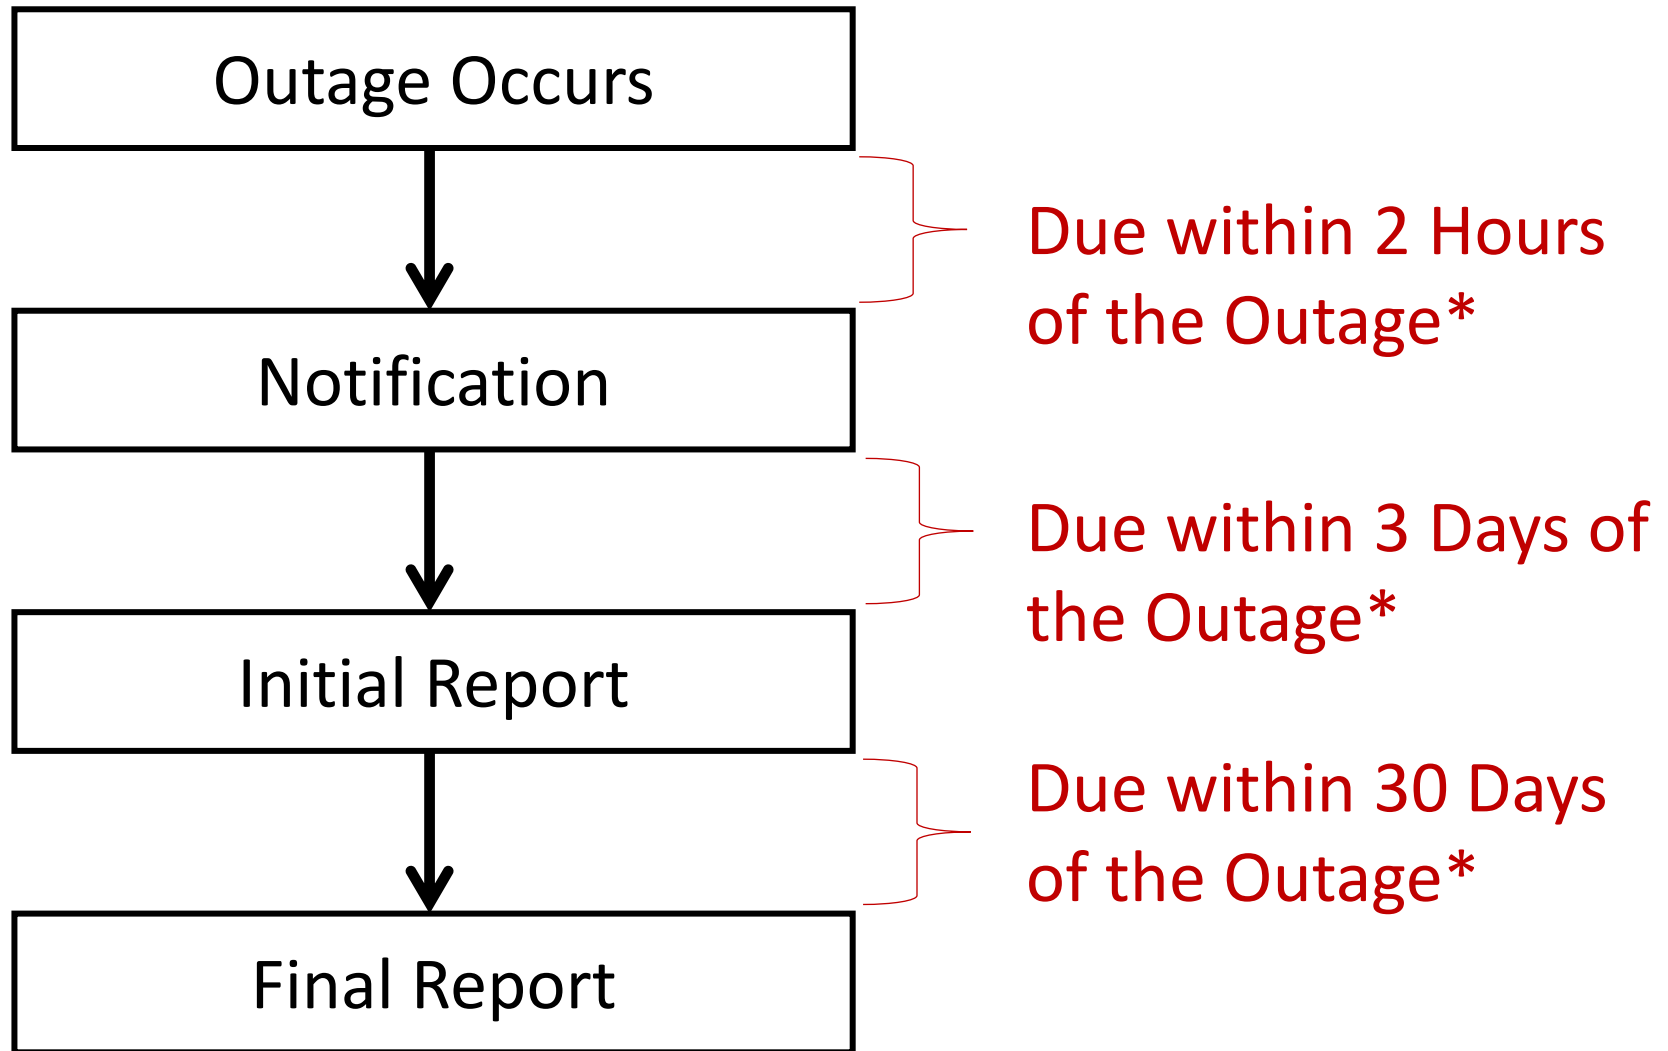 Outage Occurs
Due within 2 Hours
of the Outage*
Notification
Due within 3 Days of
the Outage*
Initial Report
Due within 30 Days
of the Outage*
Final Report